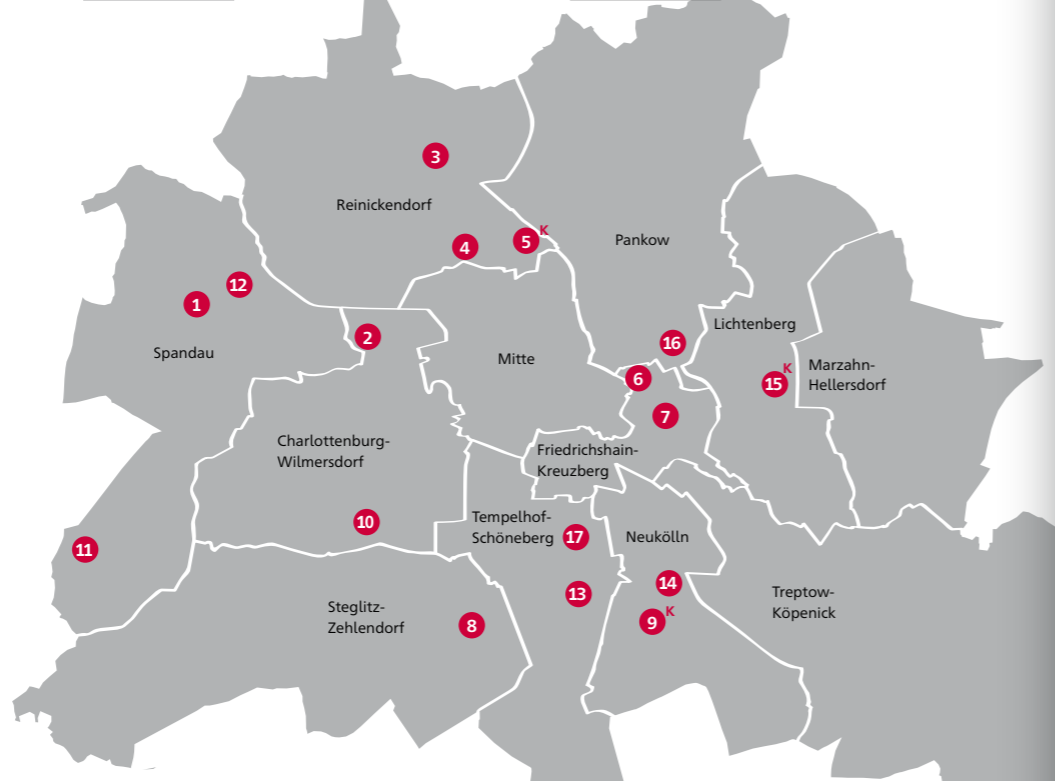 3
Reinickendorf
4
5 K
Pankow
12
1
Spandau
2
Mitte
16
Lichtenberg
6
7
15 K
Marzahn-
Hellersdorf
Charlottenburg-
Wilmersdorf
Friedrichshain-
Kreuzberg
10
11
Tempelhof-
Schöneberg
17
Neukölln
13
14
9 K
Treptow-
Köpenick
Steglitz-
Zehlendorf
8